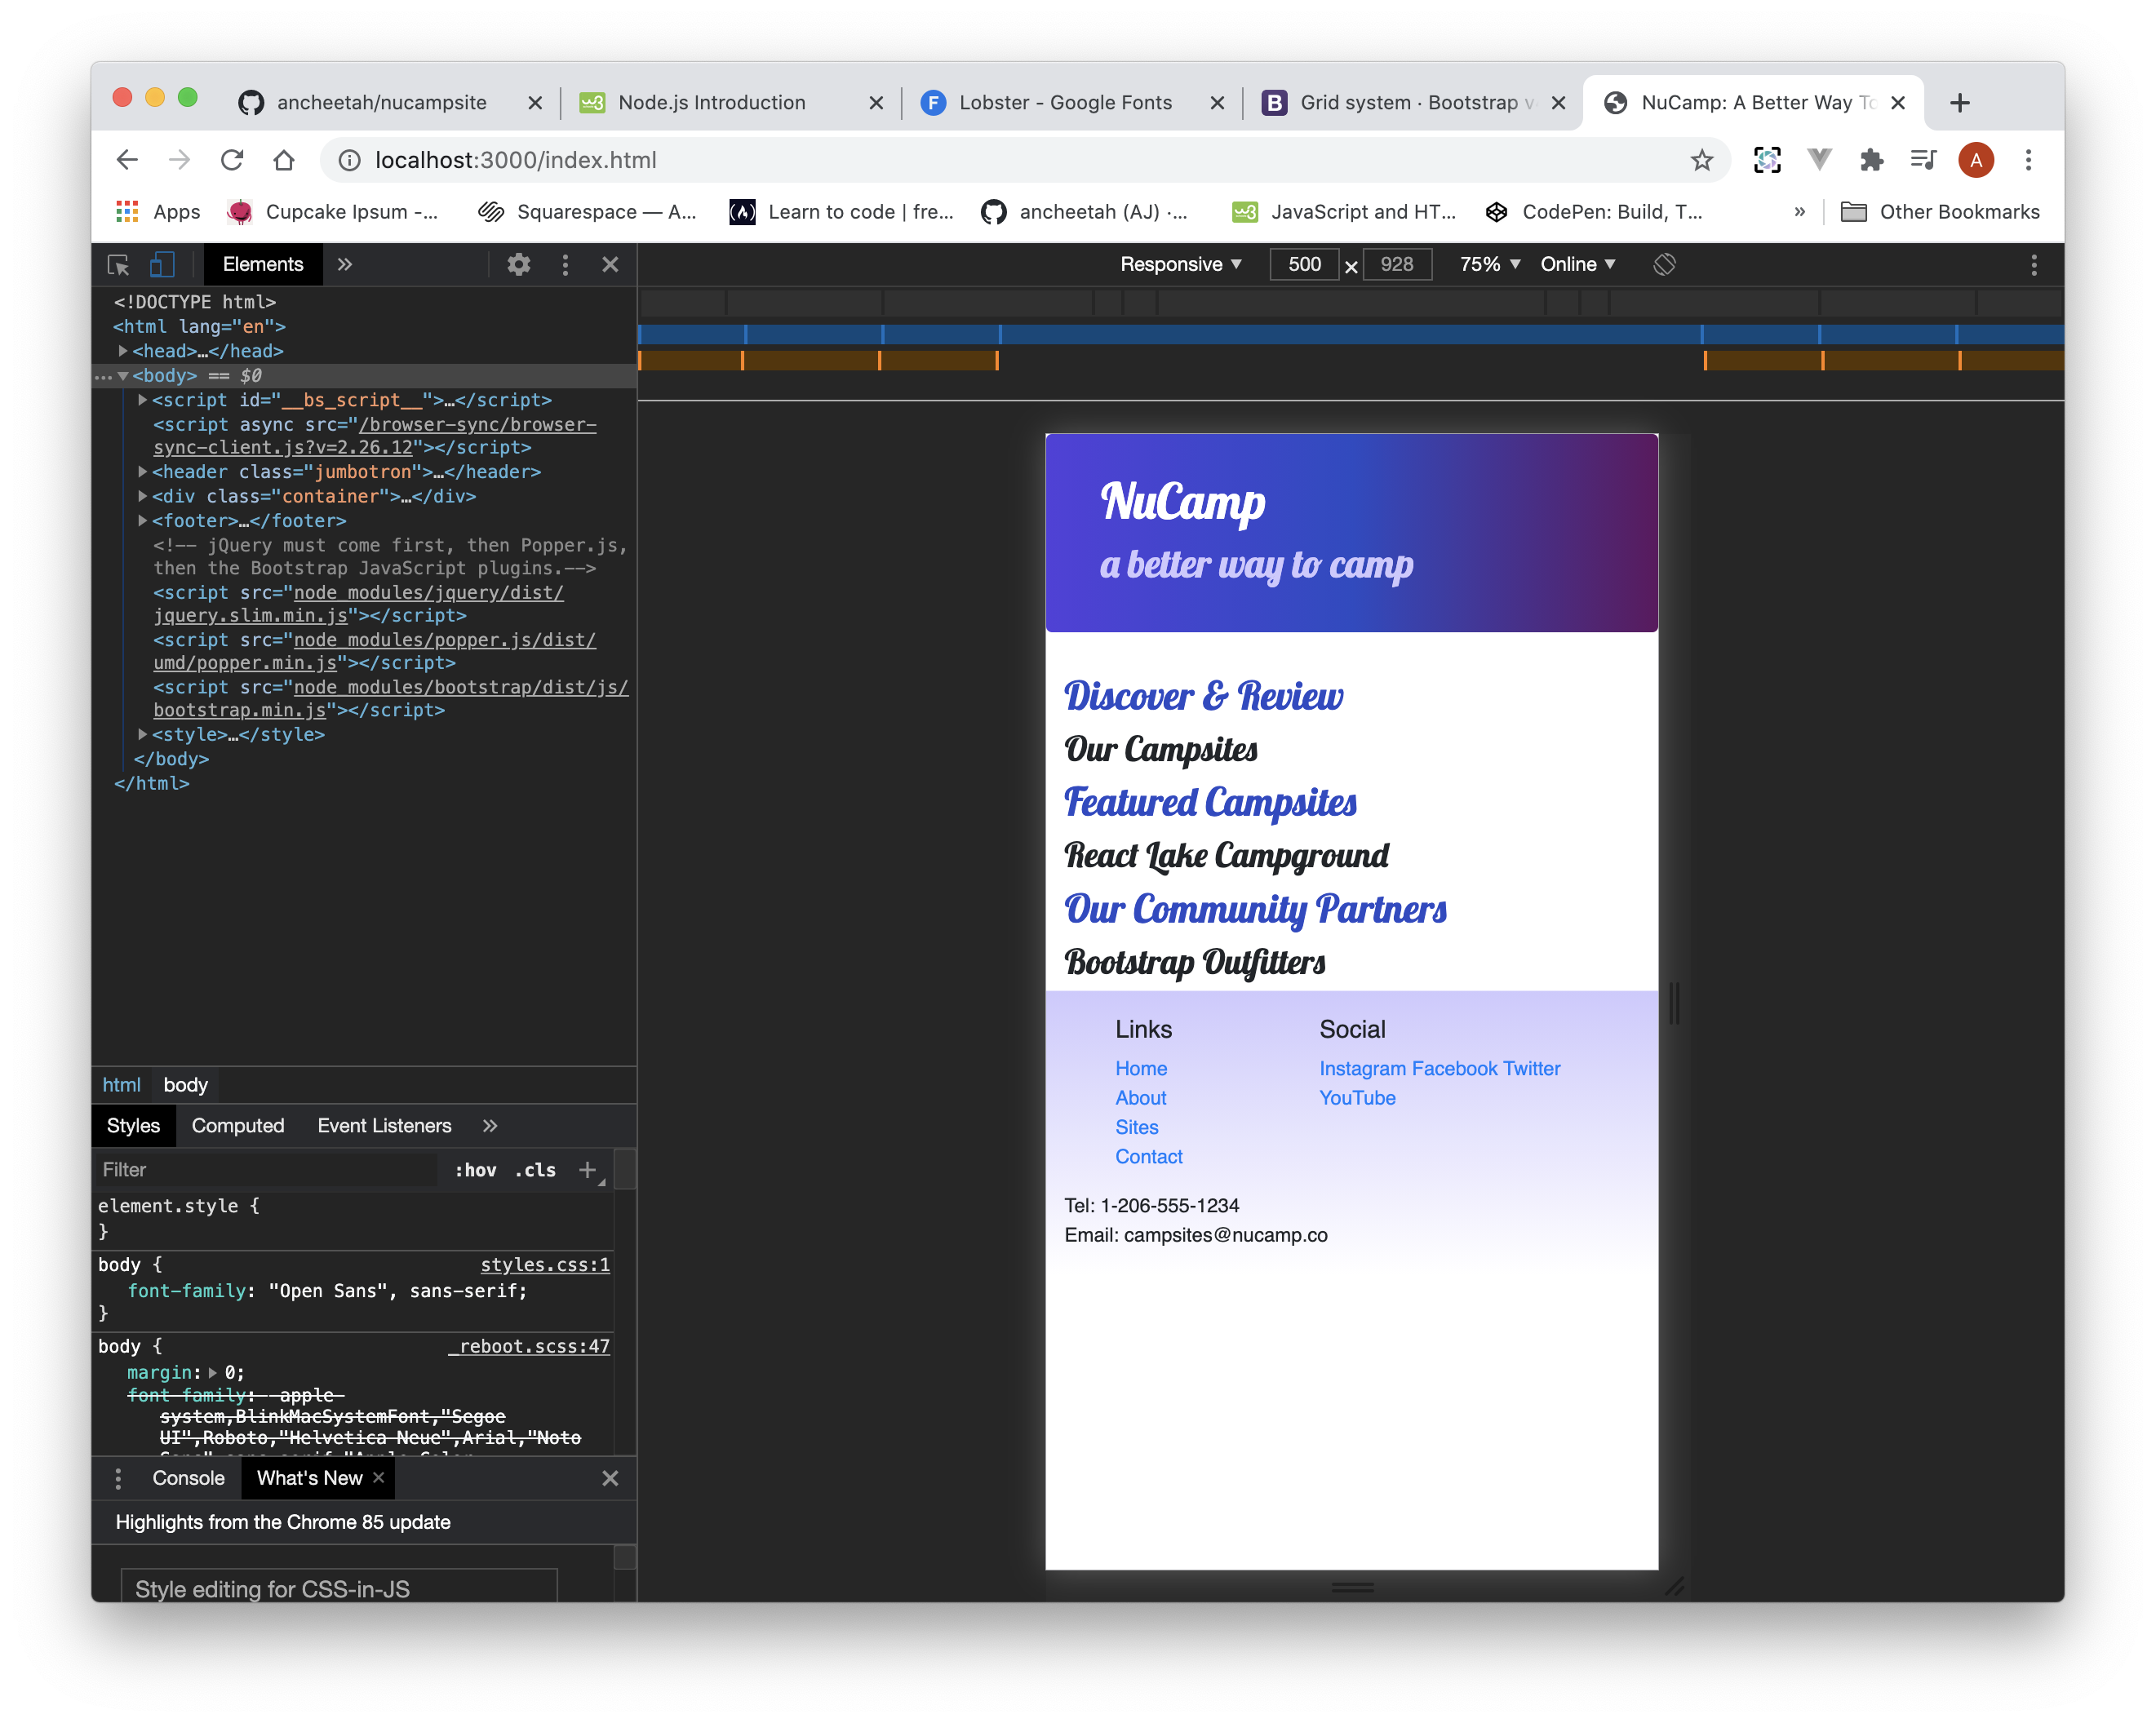 ancheetah/nucampsite
Node.js Introduction
Lobster - Google Fonts
Grid system · Bootstrap v
NuCamp: A Better Way To
localhost:3000/index.html
A
Apps
Cupcake Ipsum -...
Squarespace — A...
Learn to code | fre...
ancheetah (AJ) ·...
JavaScript and HT...
CodePen: Build, T...
»
Other Bookmarks
Elements
»
Responsive ▼ 500 × 928 75% ▼ Online ▼
<!DOCTYPE html>
<html lang="en">
<head>…</head>
<body> == $0
<script id="__bs_script__">…</script>
<script async src="/browser-sync/browser-
sync-client.js?v=2.26.12"></script>
<header class="jumbotron">…</header>
<div class="container">…</div>
<footer>…</footer>
<!-- jQuery must come first, then Popper.js,
then the Bootstrap JavaScript plugins.-->
<script src="node_modules/jquery/dist/
jquery.slim.min.js"></script>
<script src="node_modules/popper.js/dist/
umd/popper.min.js"></script>
<script src="node_modules/bootstrap/dist/js/
bootstrap.min.js"></script>
<style>…</style>
</body>
</html>
html body
Styles Computed Event Listeners »
Filter :hov .cls +
element.style {
}
body { styles.css:1
font-family: "Open Sans", sans-serif;
}
body { _reboot.scss:47
margin: 0;
font-family: -apple-
system,BlinkMacSystemFont,"Segoe
UI",Roboto,"Helvetica Neue",Arial,"Noto
Console What's New
Highlights from the Chrome 85 update
Style editing for CSS-in-JS
NuCamp
a better way to camp
Discover & Review
Our Campsites
Featured Campsites
React Lake Campground
Our Community Partners
Bootstrap Outfitters
Links
Home
About
Sites
Contact
Social
Instagram Facebook Twitter
YouTube
Tel: 1-206-555-1234
Email: campsites@nucamp.co